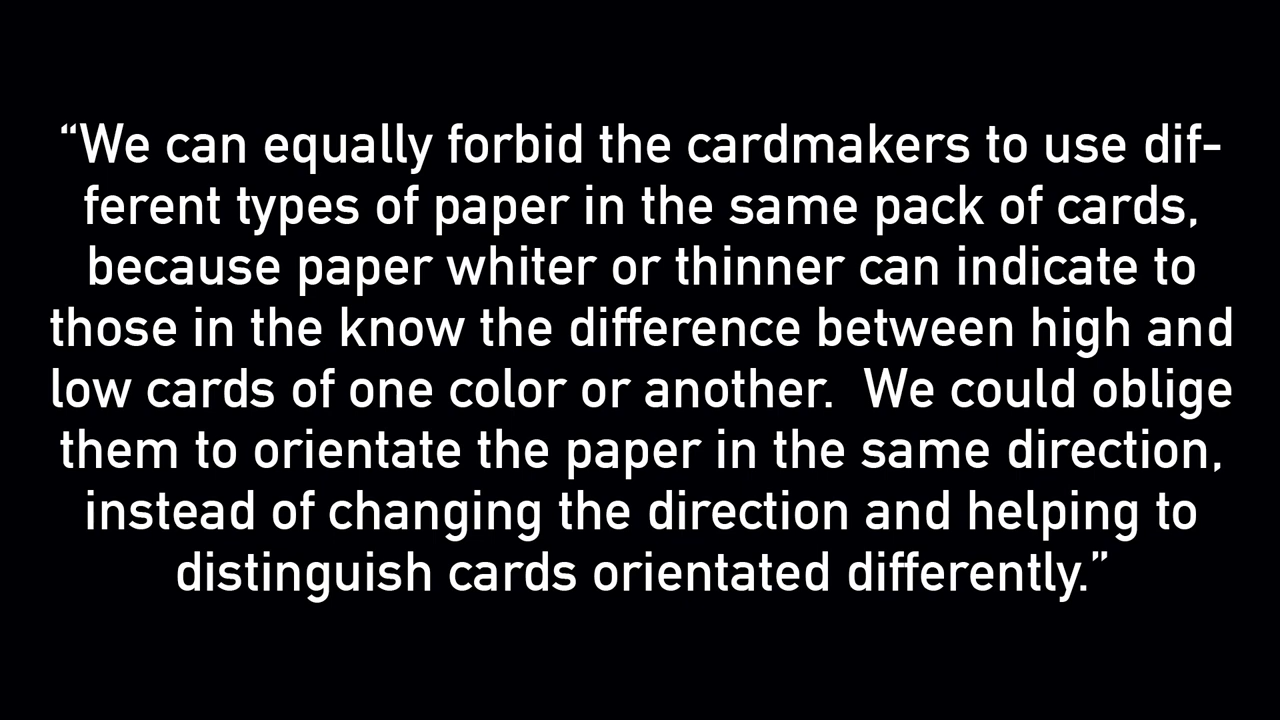 “We can equally forbid the cardmakers to use dif-
ferent types of paper in the same pack of cards,
because paper whiter or thinner can indicate to
those in the know the difference between high and
low cards of one color or another.  We could oblige
them to orientate the paper in the same direction,
instead of changing the direction and helping to
distinguish cards orientated differently.”